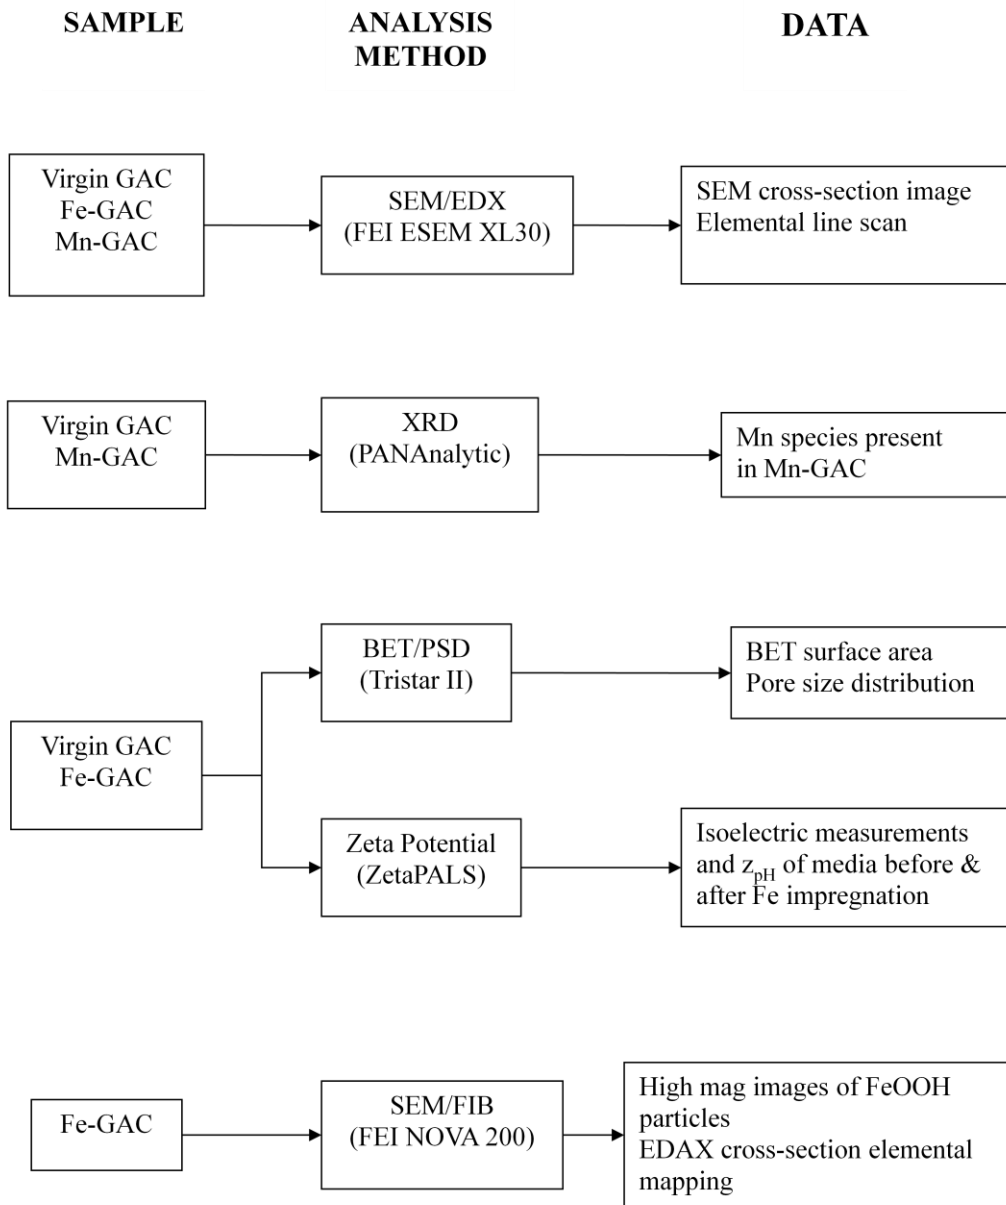 SAMPLE
ANALYSIS
METHOD
DATA
Virgin GAC
Fe-GAC
Mn-GAC
SEM/EDX
(FEI ESEM XL30)
SEM cross-section image
Elemental line scan
Virgin GAC
Mn-GAC
XRD
(PANAnalytic)
Mn species present
in Mn-GAC
Virgin GAC
Fe-GAC
BET/PSD
(Tristar II)
BET surface area
Pore size distribution
Zeta Potential
(ZetaPALS)
Isoelectric measurements
and zpH of media before &
after Fe impregnation
Fe-GAC
SEM/FIB
(FEI NOVA 200)
High mag images of FeOOH
particles
EDAX cross-section elemental
mapping